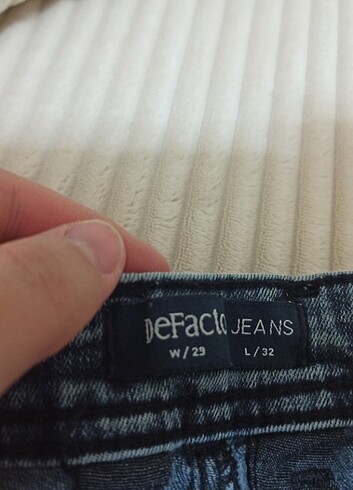 DeFacto JEANS
W/29 L/32